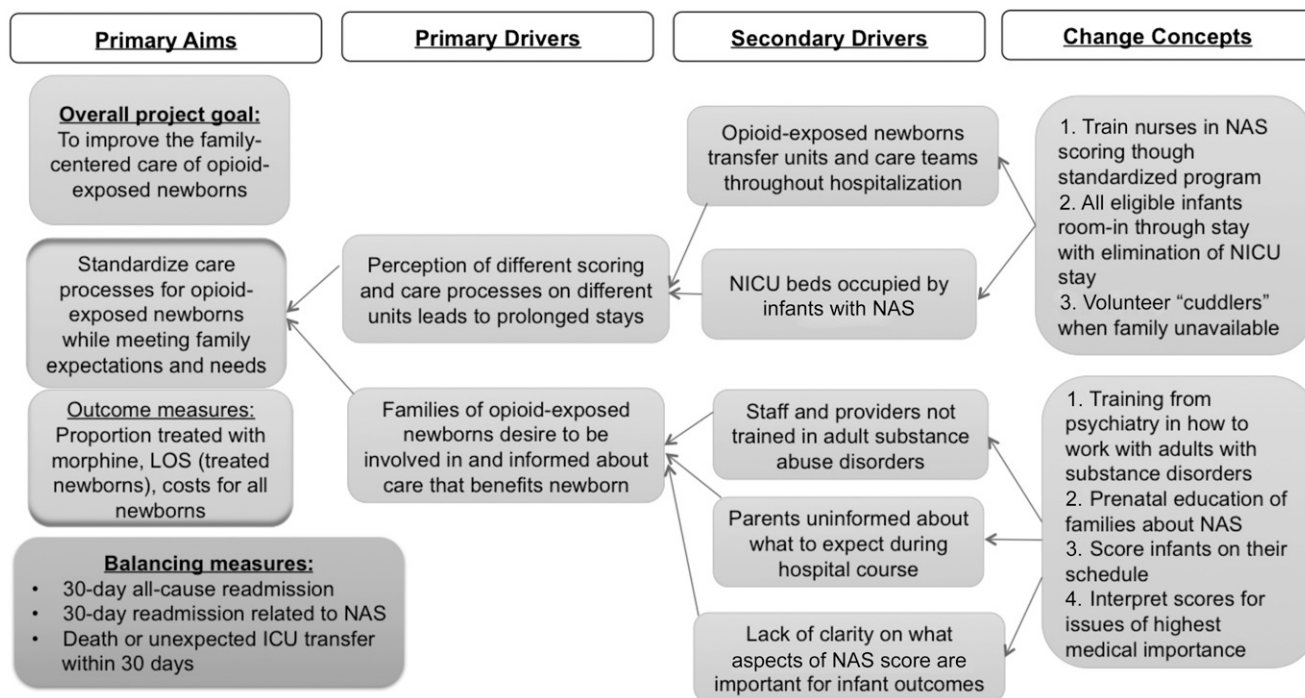 Primary Aims
Primary Drivers
Secondary Drivers
Change Concepts
Overall project goal:
To improve the family-
centered care of opioid-
exposed newborns
Standardize care
processes for opioid-
exposed newborns
while meeting family
expectations and needs
Outcome measures:
Proportion treated with
morphine, LOS (treated
newborns), costs for all
newborns
Balancing measures:
• 30-day all-cause readmission
• 30-day readmission related to NAS
• Death or unexpected ICU transfer
within 30 days
Perception of different scoring
and care processes on different
units leads to prolonged stays
Families of opioid-exposed
newborns desire to be
involved in and informed about
care that benefits newborn
Opioid-exposed newborns
transfer units and care teams
throughout hospitalization
NICU beds occupied by
infants with NAS
Staff and providers not
trained in adult substance
abuse disorders
Parents uninformed about
what to expect during
hospital course
Lack of clarity on what
aspects of NAS score are
important for infant outcomes
1. Train nurses in NAS
scoring though
standardized program
2. All eligible infants
room-in through stay
with elimination of NICU
stay
3. Volunteer “cuddlers”
when family unavailable
1. Training from
psychiatry in how to
work with adults with
substance disorders
2. Prenatal education of
families about NAS
3. Score infants on their
schedule
4. Interpret scores for
issues of highest
medical importance